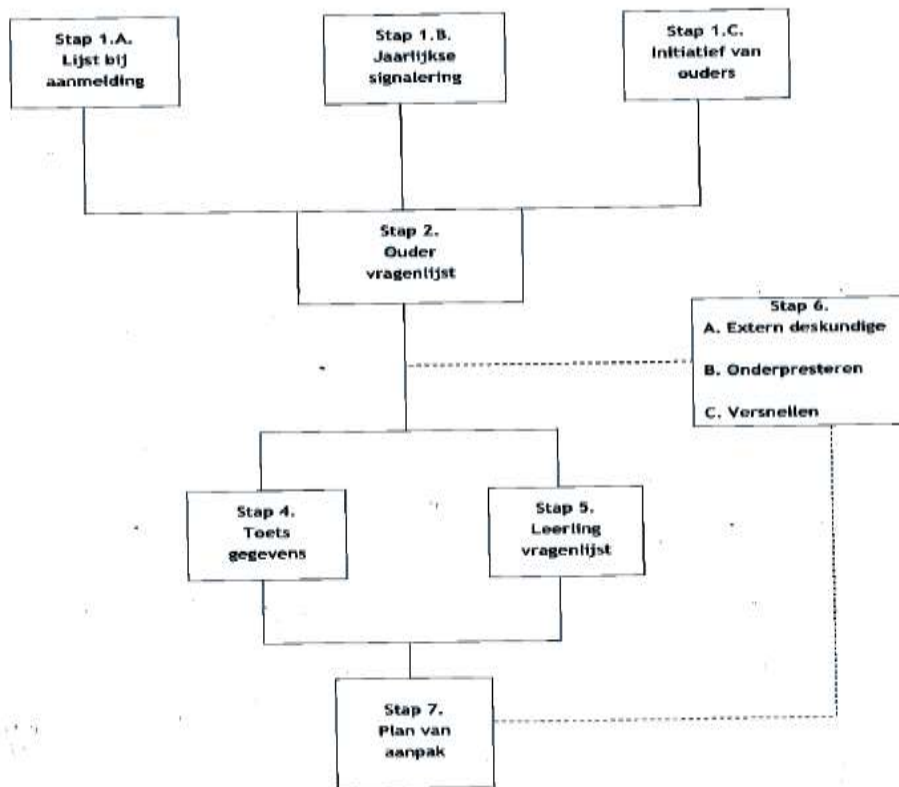 Stap 1.A.
Lijst bij
aanmelding
Stap 1.B.
Jaarlijkse
signalering
Stap 1.C.
Initiatief van
ouders
Stap 2.
Ouder
vragenlijst
Stap 6.
A. Extern deskundige
B. Onderpresteren
C. Versnellen
Stap 4.
Toets
gegevens
Stap 5.
Leerling
vragenlijst
Stap 7.
Plan van
aanpak